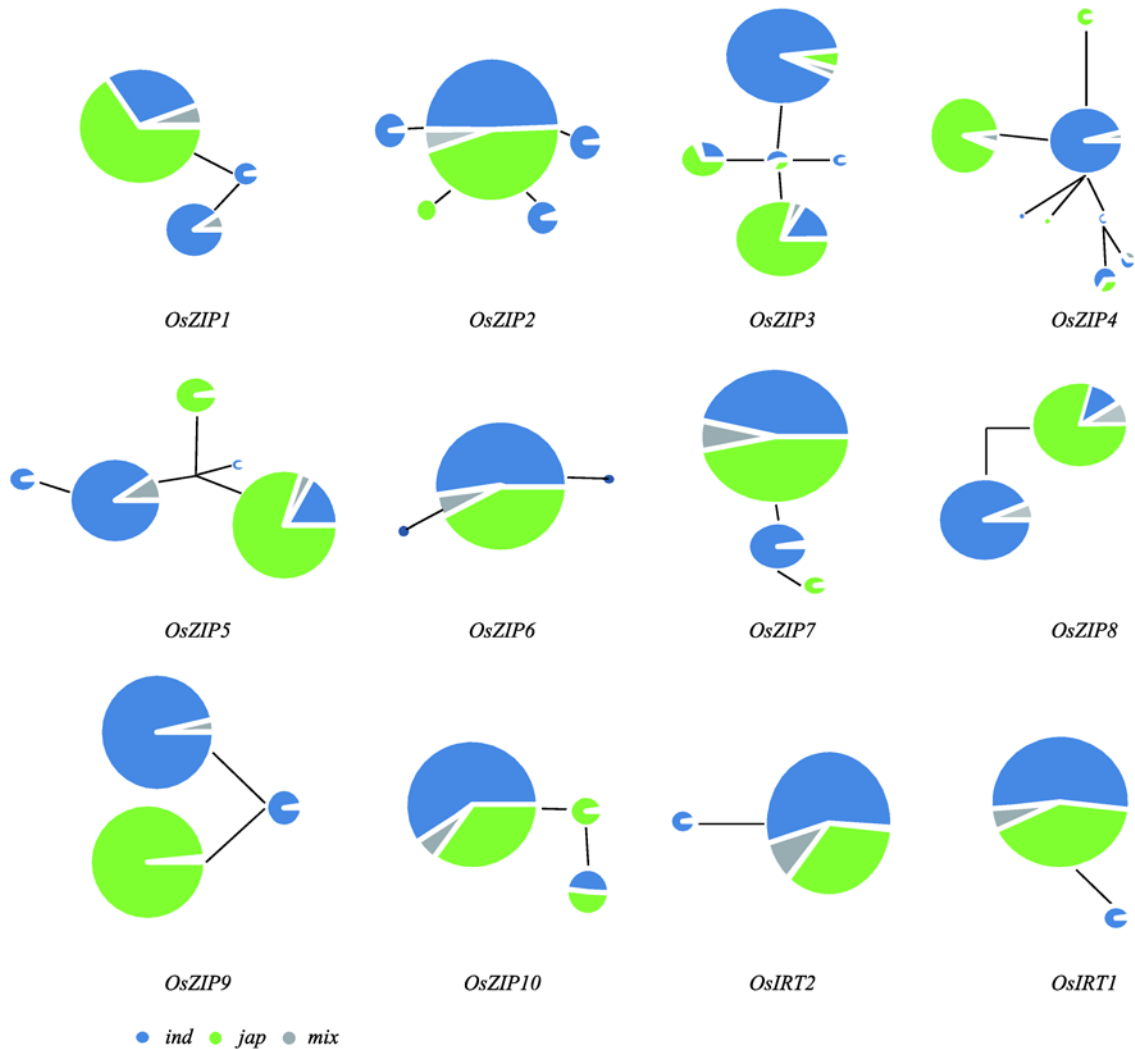 OsZIP1 OsZIP2 OsZIP3 OsZIP4
OsZIP5 OsZIP6 OsZIP7 OsZIP8
OsZIP9 OsZIP10 OsIRT2 OsIRT1
ind jap mix